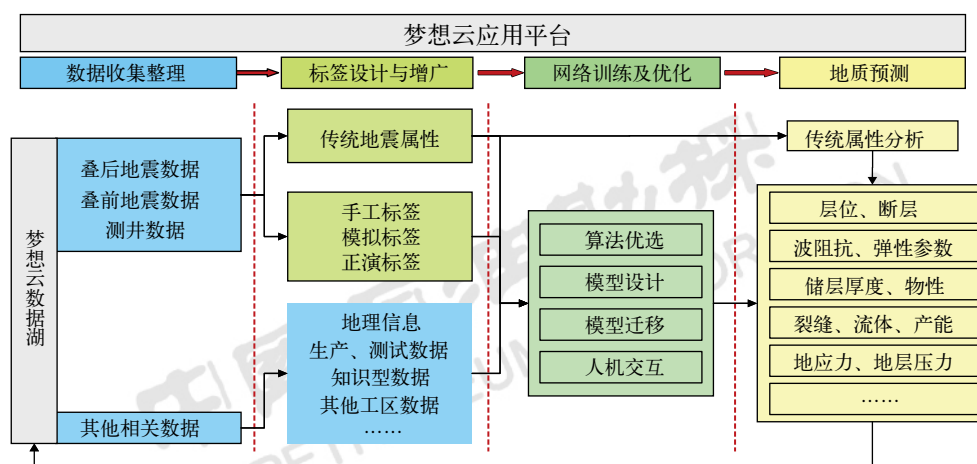 梦想云应用平台
数据收集整理
标签设计与增广
网络训练及优化
地质预测
梦想云数据湖
叠后地震数据
叠前地震数据
测井数据
其他相关数据
传统地震属性
手工标签
模拟标签
正演标签
地理信息
生产、测试数据
知识型数据
其他工区数据
……
算法优选
模型设计
模型迁移
人机交互
传统属性分析
层位、断层
波阻抗、弹性参数
储层厚度、物性
裂缝、流体、产能
地应力、地层压力
……